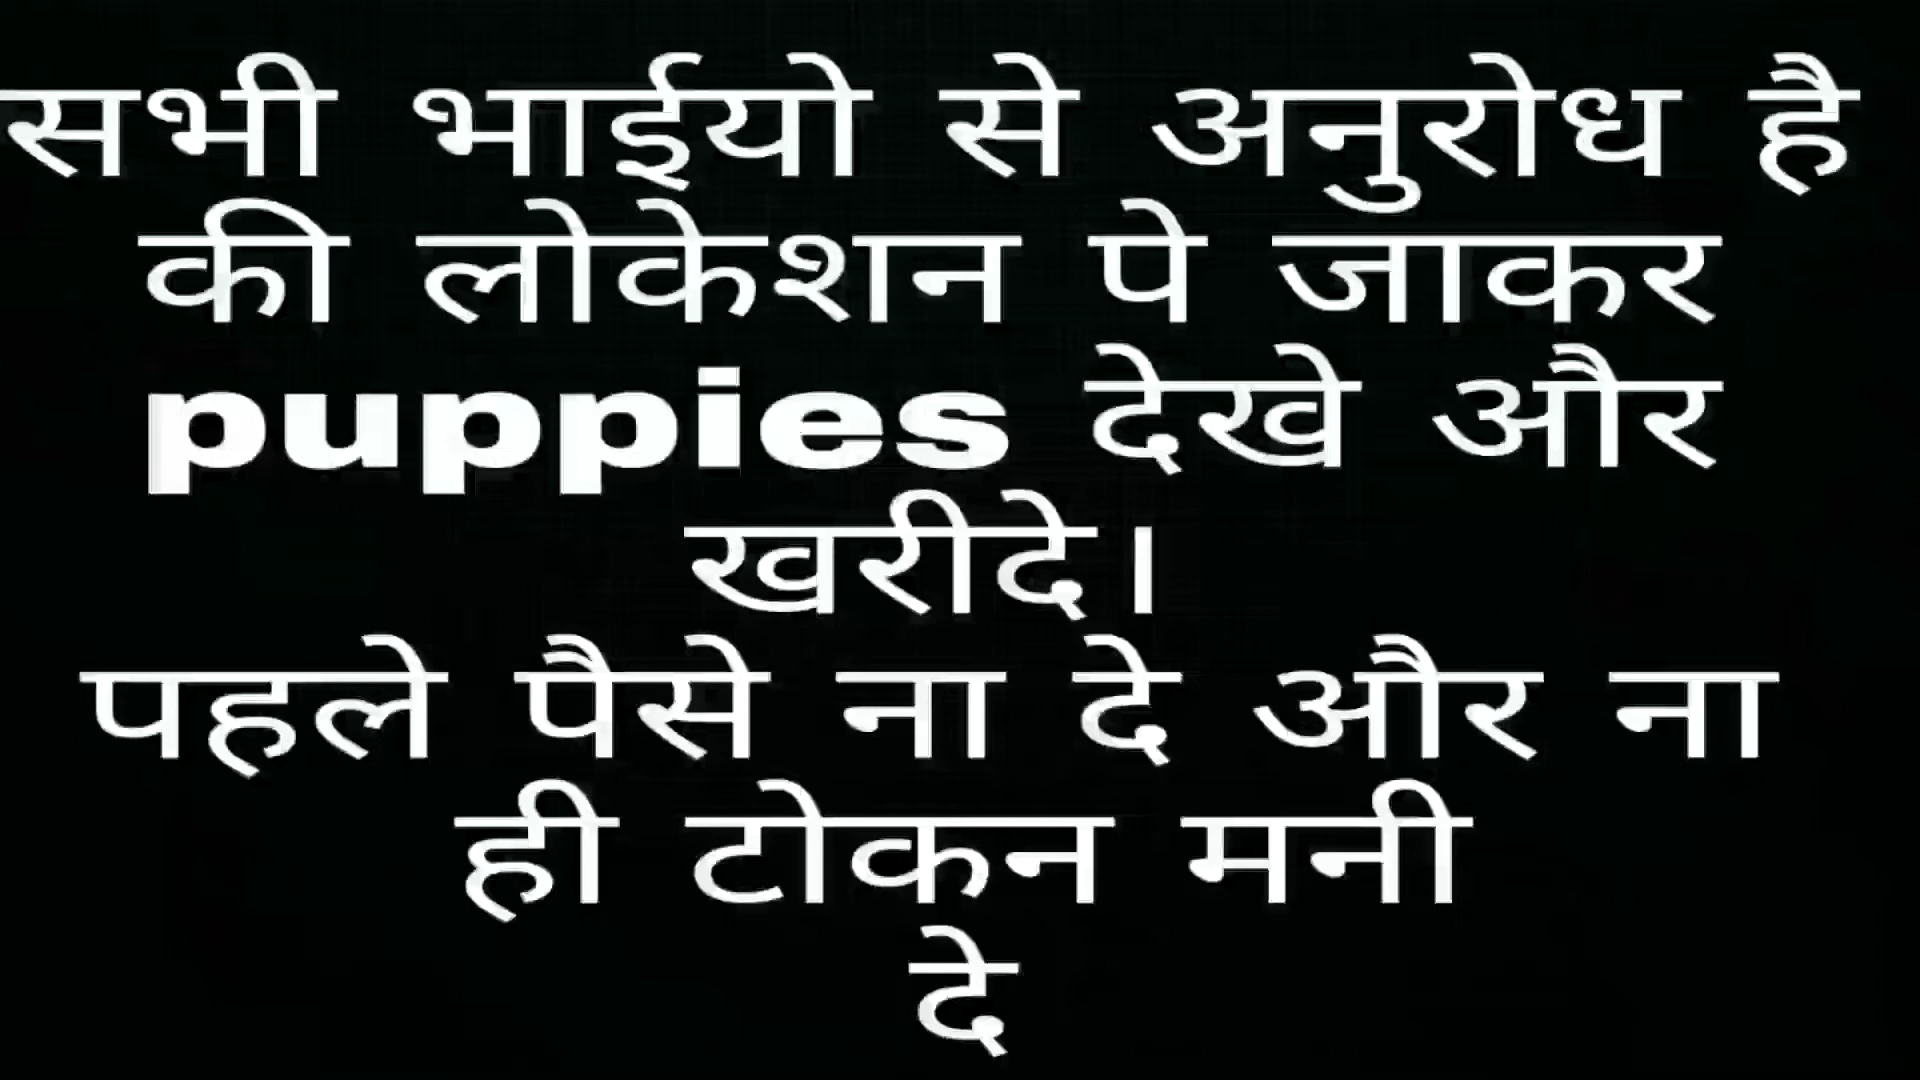 सभी भाईयो से अनुरोध है
की लोकेशन पे जाकर
puppies देखे और
खरीदे।
पहले पैसे ना दे और ना
ही टोकन मनी
दे